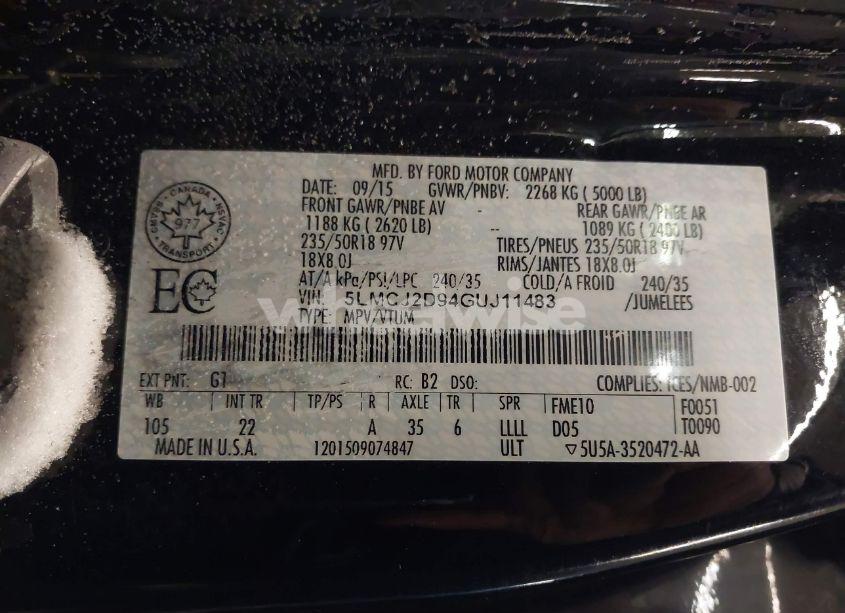 MFD. BY FORD MOTOR COMPANY
DATE: 09/15 GVWR/PNBV: 2268 KG ( 5000 LB)
FRONT GAWR/PNBE AV - REAR GAWR/PNBE AR
1188 KG ( 2620 LB) -- 1089 KG ( 2400 LB)
235/50R18 97V TIRES/PNEUS 235/50R18 97V
18X8.0J RIMS/JANTES 18X8.0J
AT/A kPa/PSI/LPC 240/35 COLD/A FROID 240/35
VIN: 5LMCJ2D94GUJ11483 /JUMELEES
TYPE: MPV/VTUM
CANADA
977
TRANSPORT
NSVAC
EC
EXT PNT: G1 RC: B2 DSO: COMPLIES: ICES/NMB-002
WB INT TR TP/PS R AXLE TR SPR FME10 F0051
105 22 A 35 6 LLLL D05 T0090
MADE IN U.S.A. 1201509074847 ULT 5U5A-3520472-AA